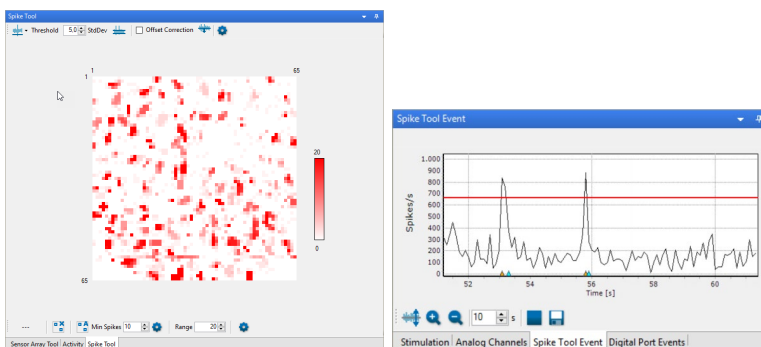 Spike Tool
Threshold 5,0 StdDev Offset Correction
1 65
1
20
0
65
--- Min Spikes 10 Range 20
Sensor Array Tool Activity Spike Tool
Spike Tool Event
1.000
900
800
700
600
500
400
300
200
100
0
Spikes/s
52 54 56 58 60
Time [s]
10 s
Stimulation Analog Channels Spike Tool Event Digital Port Events